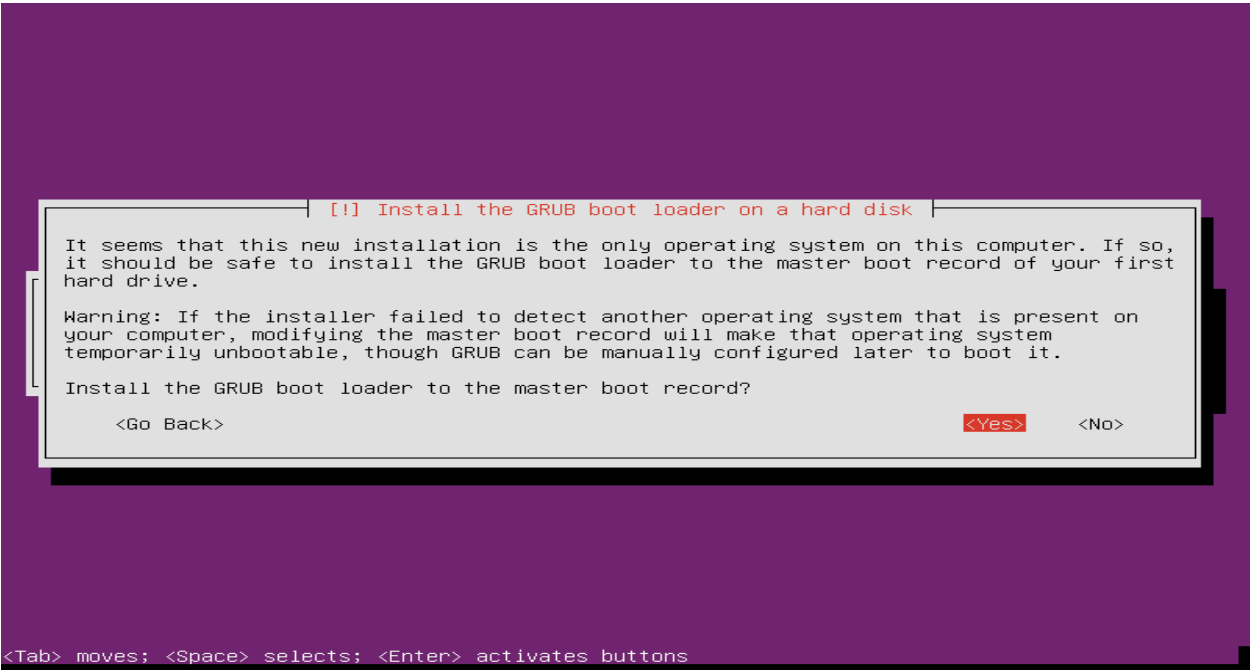 [!] Install the GRUB boot loader on a hard disk
It seems that this new installation is the only operating system on this computer. If so,
it should be safe to install the GRUB boot loader to the master boot record of your first
hard drive.
Warning: If the installer failed to detect another operating system that is present on
your computer, modifying the master boot record will make that operating system
temporarily unbootable, though GRUB can be manually configured later to boot it.
Install the GRUB boot loader to the master boot record?
<Go Back> <Yes> <No>
<Tab> moves; <Space> selects; <Enter> activates buttons